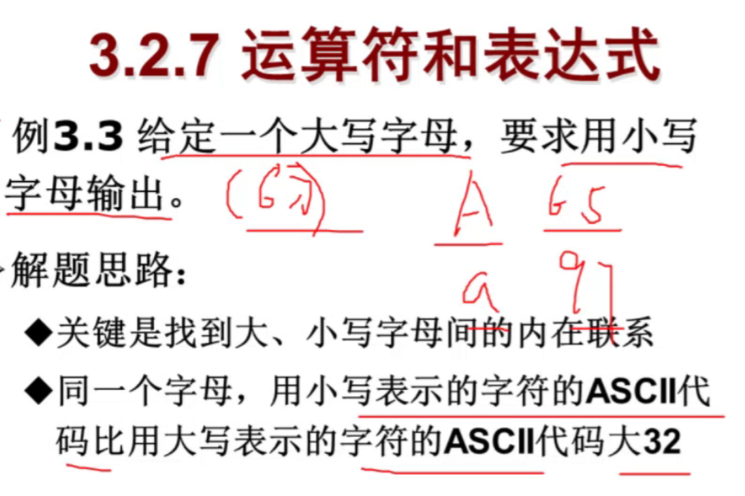 3.2.7 运算符和表达式
例3.3 给定一个大写字母，要求用小写
字母输出。
A 65
a 97
解题思路：
◆关键是找到大、小写字母间的内在联系
◆同一个字母，用小写表示的字符的ASCII代
码比用大写表示的字符的ASCII代码大32